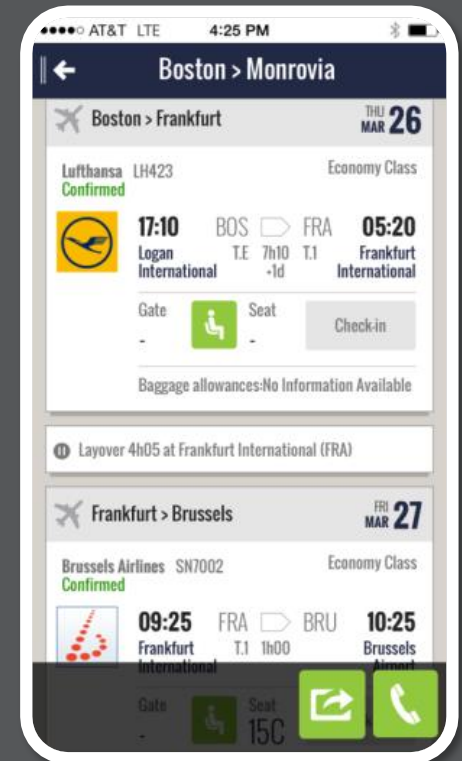 AT&T LTE 4:25 PM
Boston > Monrovia
Boston > Frankfurt THU MAR 26
Lufthansa LH423 Economy Class
Confirmed
17:10 BOS FRA 05:20
Logan International T.E 7h10 +1d T.1 Frankfurt International
Gate Seat
- - Check-in
Baggage allowances:No Information Available
Layover 4h05 at Frankfurt International (FRA)
Frankfurt > Brussels FRI MAR 27
Brussels Airlines SN7002 Economy Class
Confirmed
09:25 FRA BRU 10:25
Frankfurt International T.1 1h00 Brussels Airport
Gate Seat
- 15C